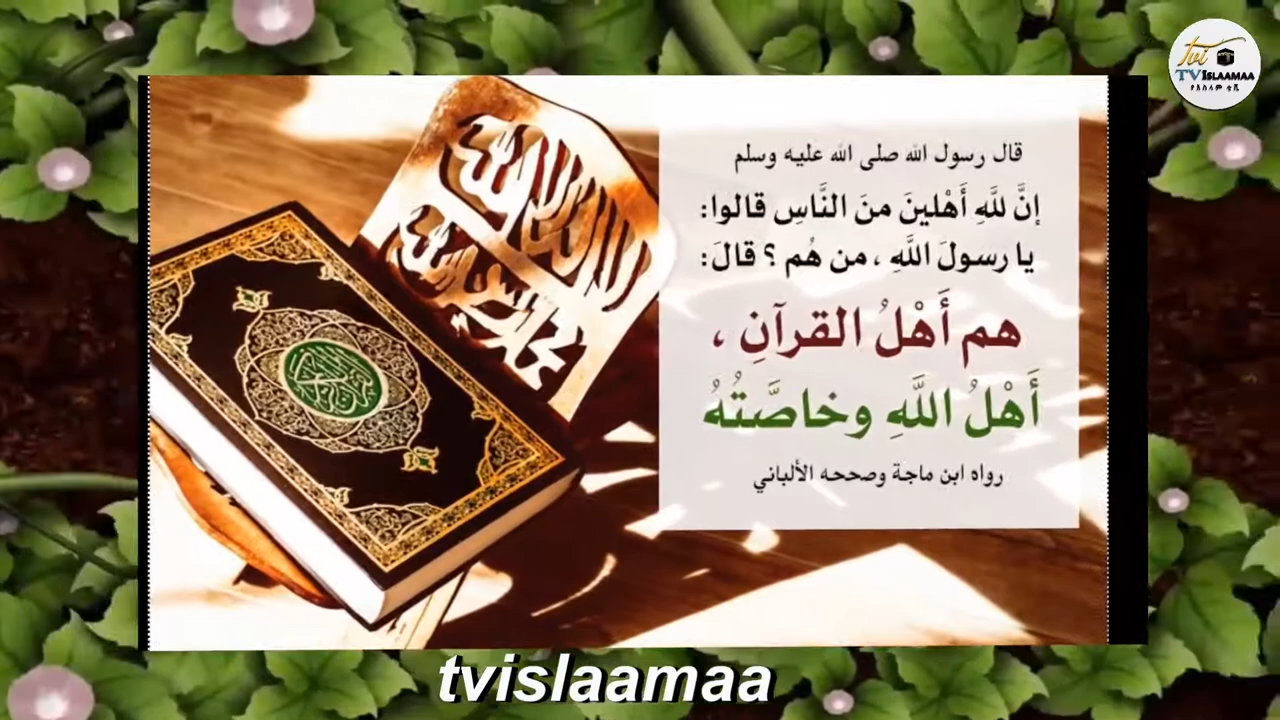 قال رسول الله صلى الله عليه وسلم
إنَّ للَّهِ أَهْلينَ منَ النَّاسِ قالوا:
يا رسولَ اللَّهِ ، من هُم ؟ قالَ:
هم أَهْلُ القرآنِ ،
أَهْلُ اللَّهِ وخاصَّتُهُ
رواه ابن ماجة وصححه الألباني
tvi
TVISLAAMAA
tvislaamaa